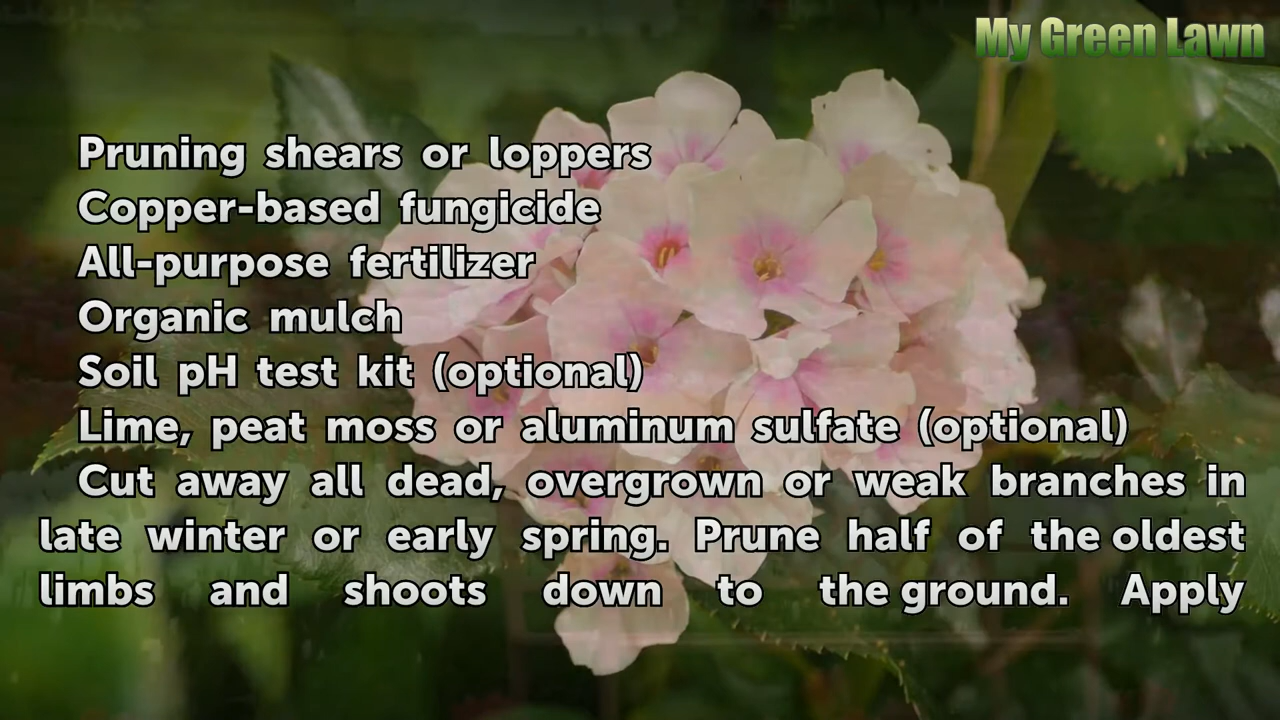 My Green Lawn
Pruning shears or loppers
Copper-based fungicide
All-purpose fertilizer
Organic mulch
Soil pH test kit (optional)
Lime, peat moss or aluminum sulfate (optional)
Cut away all dead, overgrown or weak branches in
late winter or early spring. Prune half of the oldest
limbs and shoots down to the ground. Apply